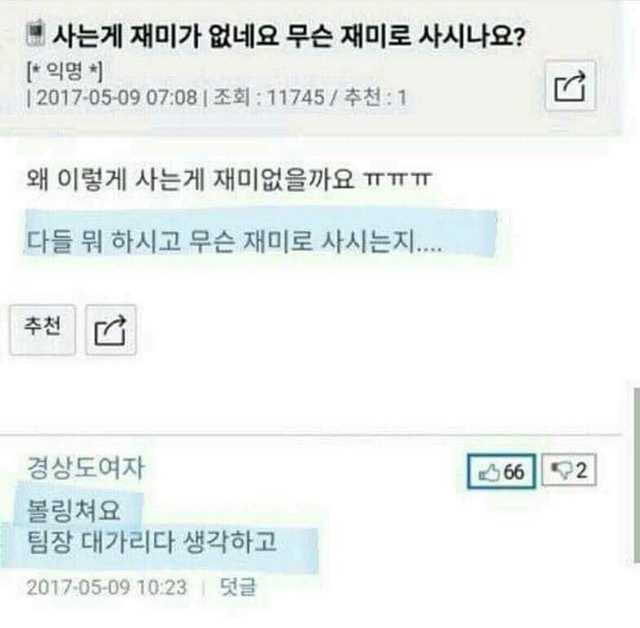 사는게 재미가 없네요 무슨 재미로 사시나요?
[* 익명 *]
| 2017-05-09 07:08 | 조회 : 11745 / 추천 : 1
왜 이렇게 사는게 재미없을까요 ㅠㅠㅠ
다들 뭐 하시고 무슨 재미로 사시는지....
추천
경상도여자
66
2
볼링쳐요
팀장 대가리다 생각하고
2017-05-09 10:23 | 덧글